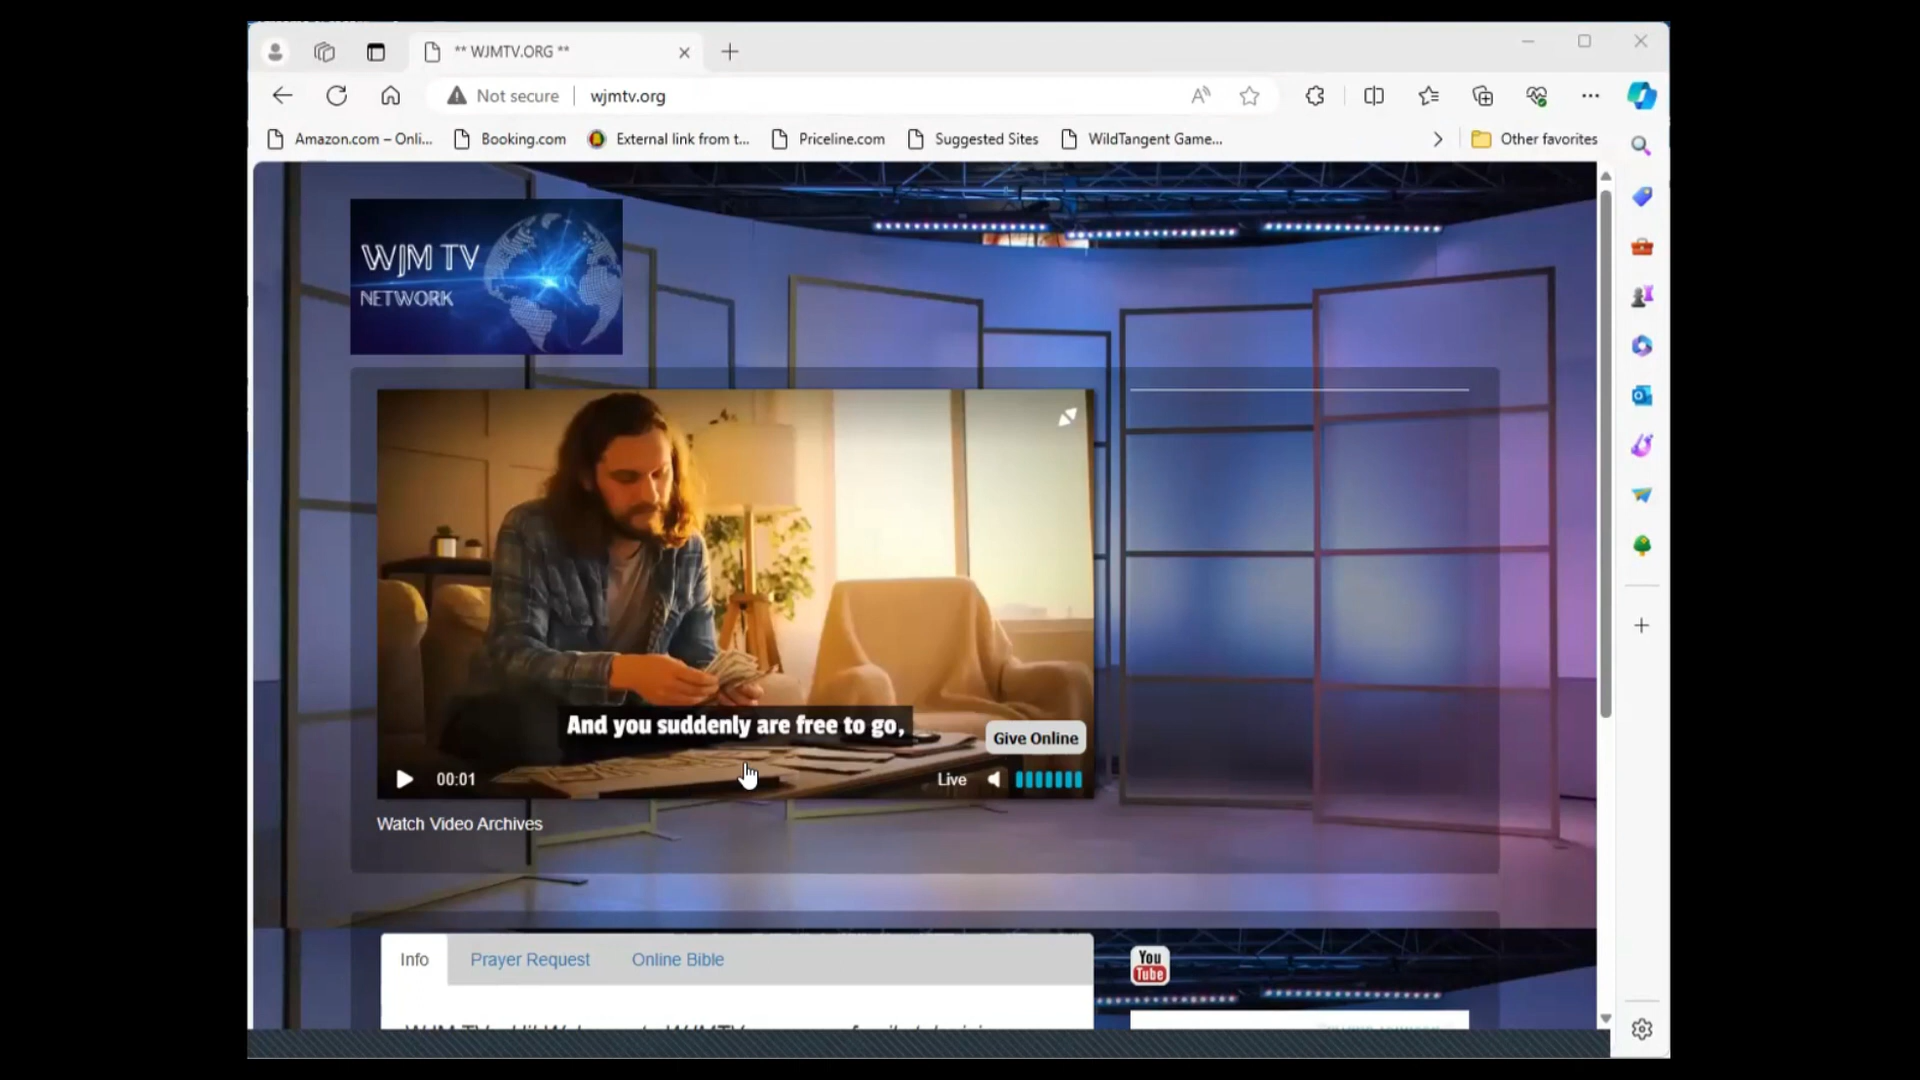 ** WJMTV.ORG **
Not secure
wjmtv.org
Amazon.com – Onli...
Booking.com
External link from t...
Priceline.com
Suggested Sites
WildTangent Game...
Other favorites
WJM TV
NETWORK
And you suddenly are free to go,
Give Online
00:01
Live
Watch Video Archives
Info
Prayer Request
Online Bible
You
Tube